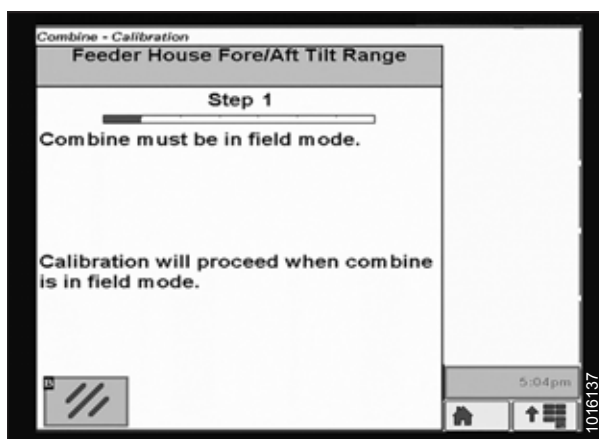 Combine - Calibration
Feeder House Fore/Aft Tilt Range
Step 1
Combine must be in field mode.
Calibration will proceed when combine
is in field mode.
B
5:04pm
1016137